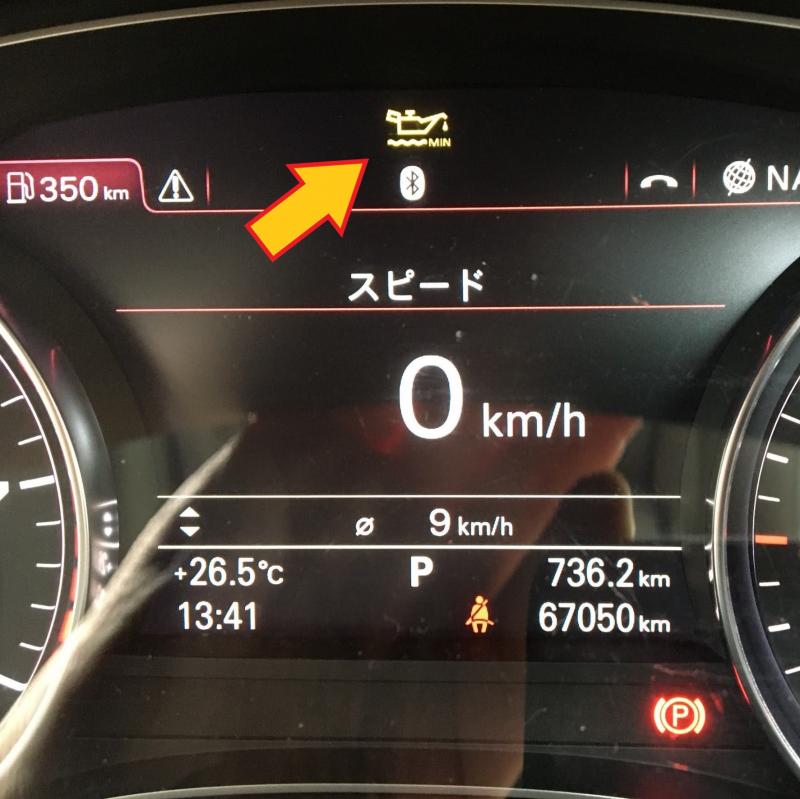 MIN
350 km
NA
スピード
0 km/h
ø 9 km/h
+26.5°C P 736.2 km
13:41 67050 km
P